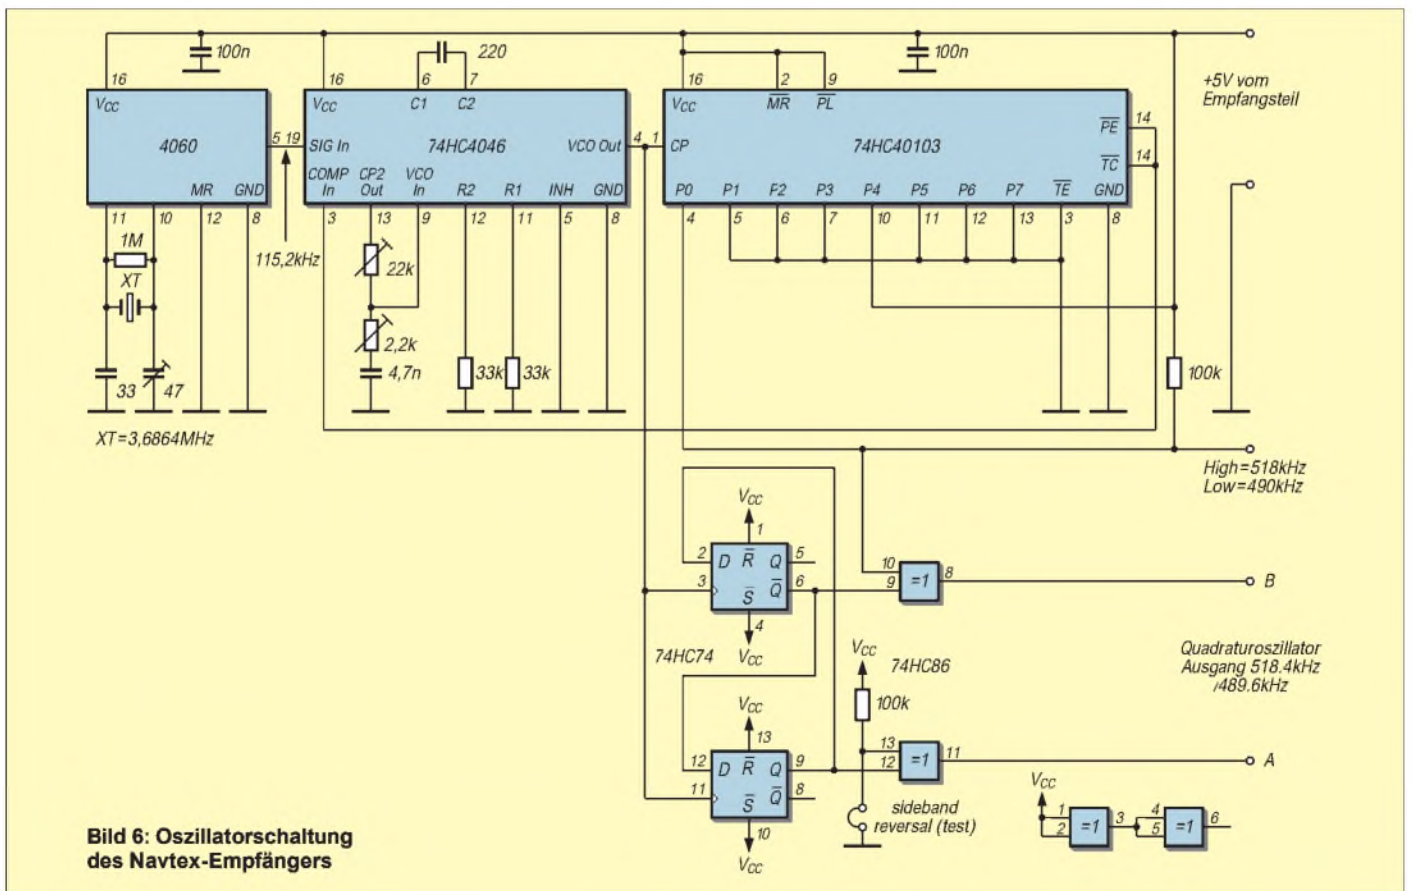 100n
220
100n
+5V vom
Empfangsteil
16
VCC
4060
MR
GND
11
10
12
8
5
19
115,2kHz
1M
XT
33
47
XT=3,6864MHz
16
6
7
VCC
C1
C2
SIG In
74HC4046
VCO Out
COMP
In
CP2
Out
VCO
In
R2
R1
INH
GND
3
13
9
12
11
5
8
22k
2,2k
4,7n
33k
33k
4
1
16
2
9
VCC
MR
PL
CP
74HC40103
PE
14
TC
14
P0
P1
F2
P3
P4
P5
P6
P7
TE
GND
4
5
6
7
10
11
12
13
3
8
100k
High=518kHz
Low=490kHz
VCC
1
2
D
R
Q
5
3
S
Q
6
4
VCC
74HC74
10
9
=1
8
B
VCC
74HC86
100k
Quadraturoszillator
Ausgang 518.4kHz
/489.6kHz
VCC
13
12
D
R
Q
9
11
S
Q
8
10
VCC
13
12
=1
11
A
sideband
reversal (test)
VCC
1
2
=1
3
4
5
=1
6
Bild 6: Oszillatorschaltung
des Navtex-Empfängers